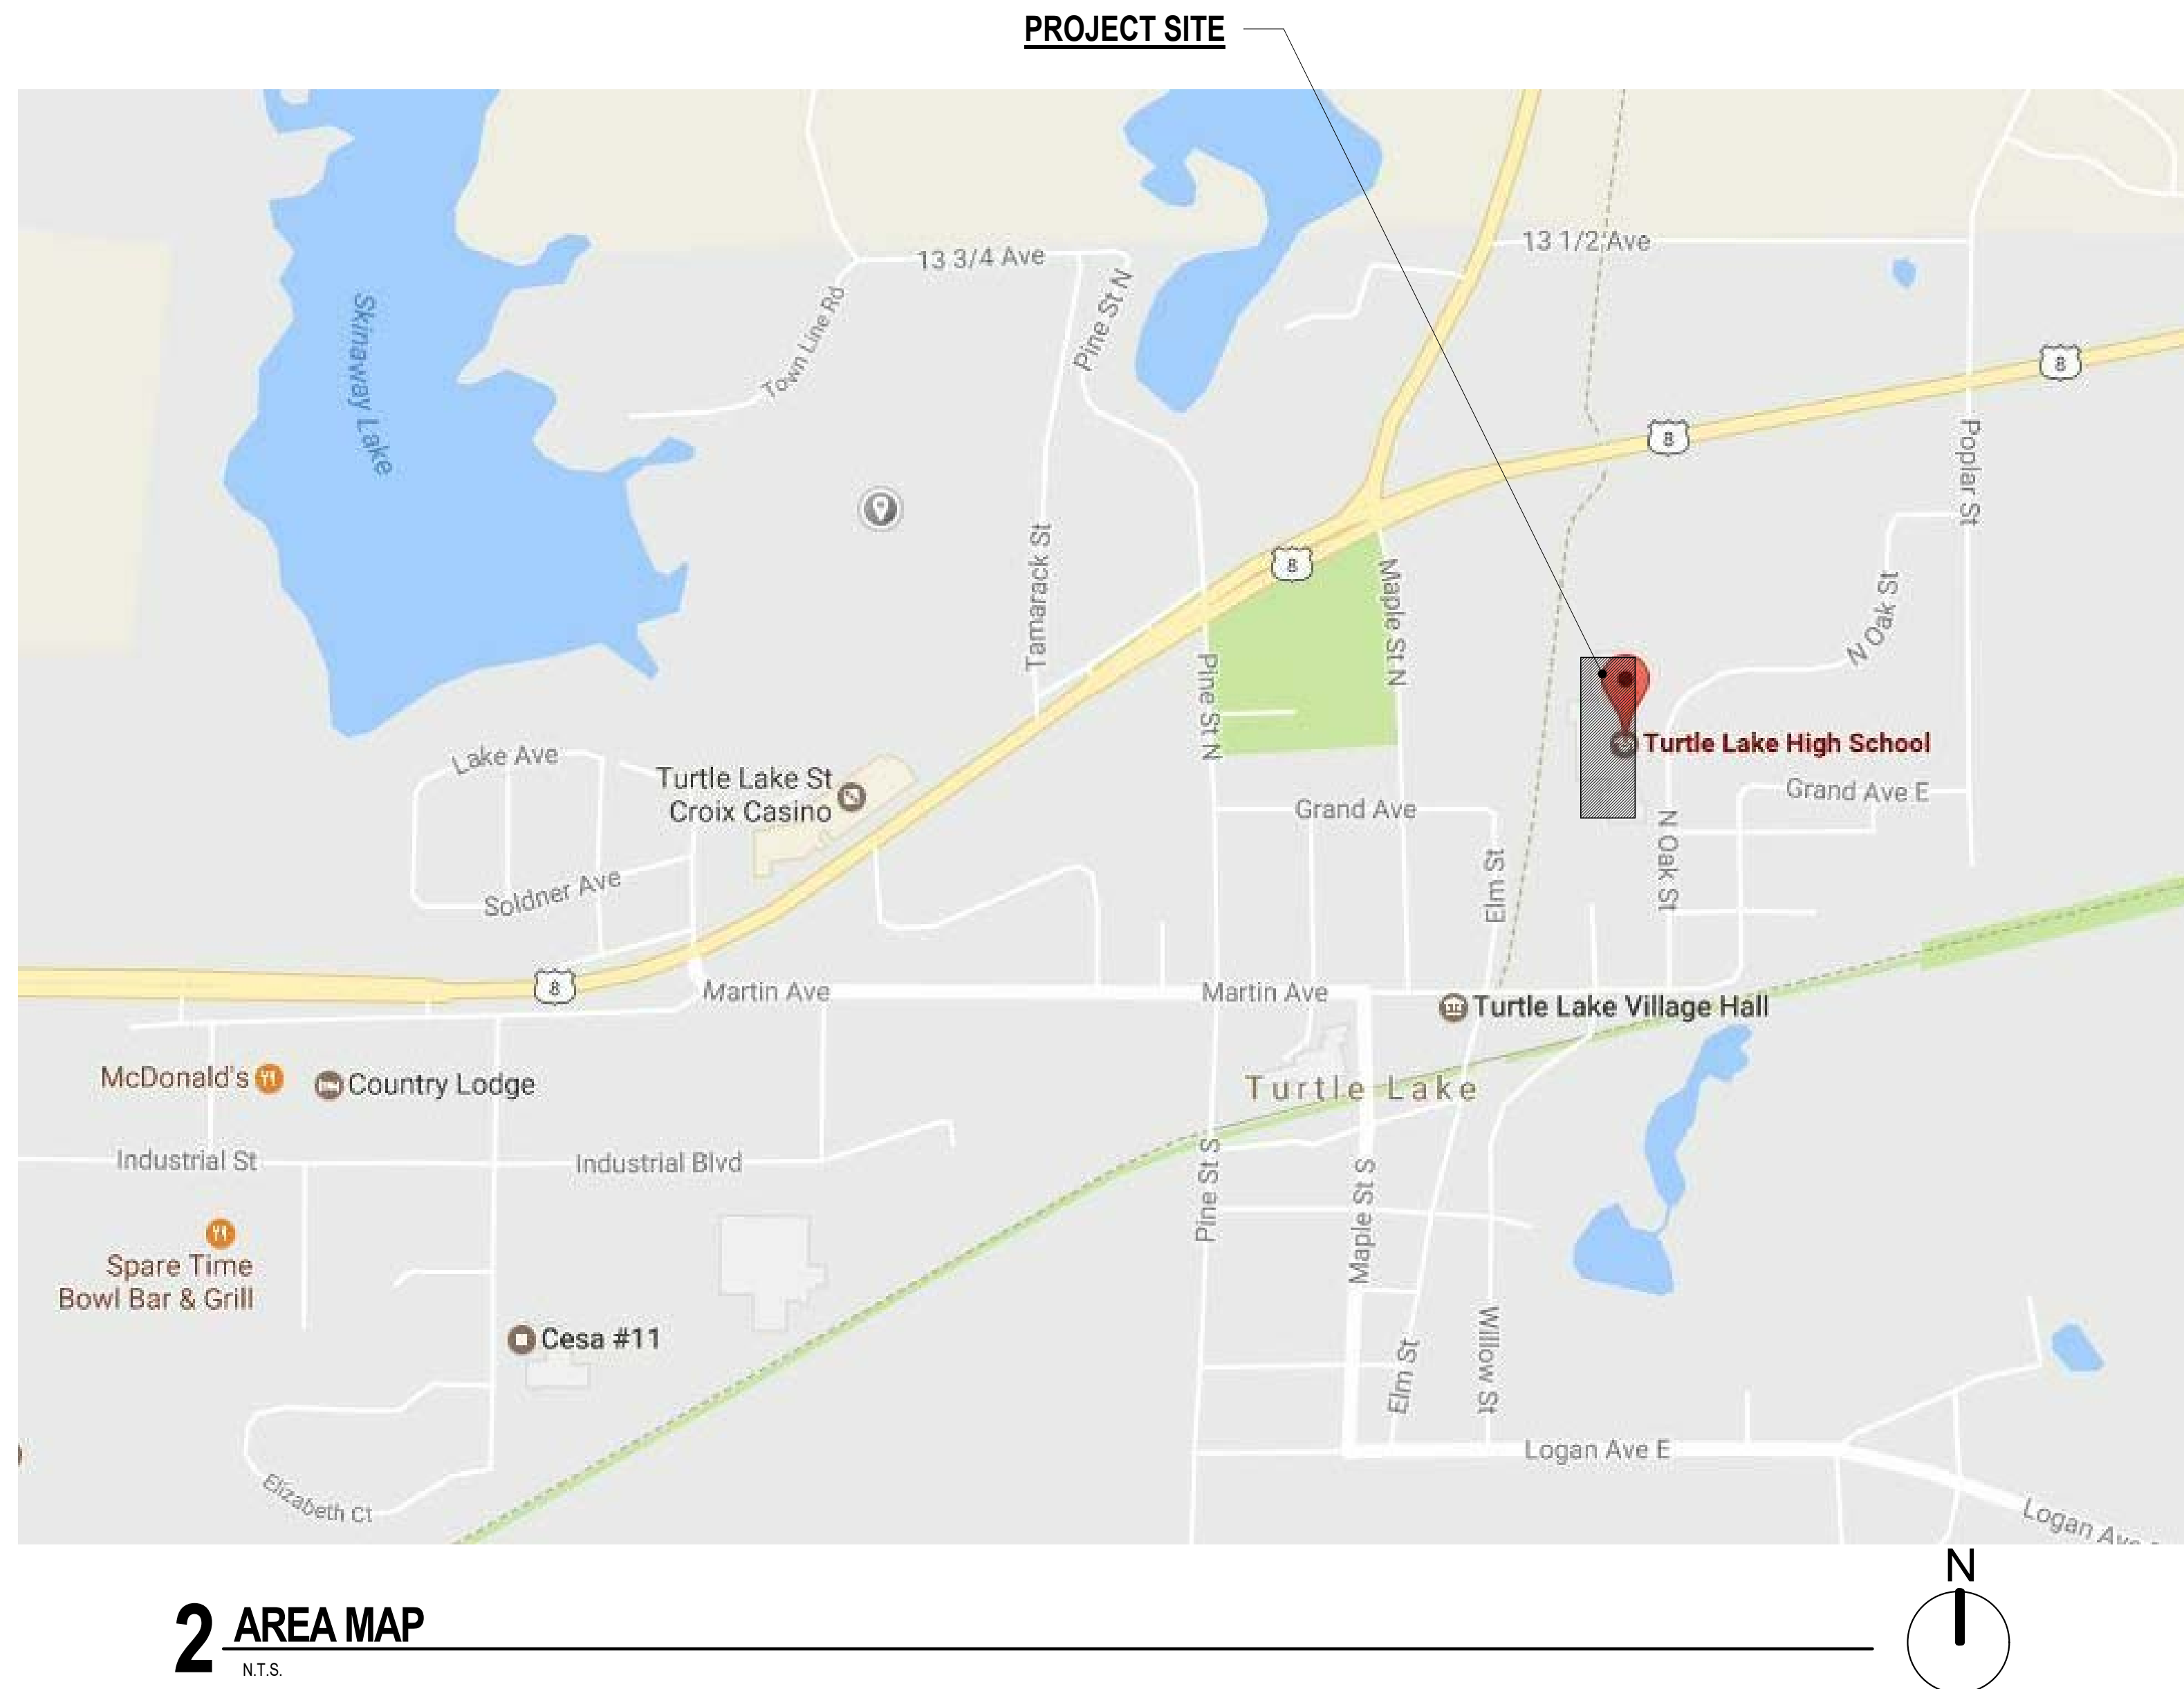 PROJECT SITE
13 1/2 Ave
13 3/4 Ave
Pine St N
Town Line Rd
Skinaway Lake
8
8
Poplar St
Tamarack St
8
Maple St N
N Oak St
Pine St N
Turtle Lake High School
Lake Ave
Turtle Lake St
Croix Casino
Grand Ave
Grand Ave E
N Oak St
Elm St
Soldner Ave
8
Martin Ave
Martin Ave
Turtle Lake Village Hall
McDonald's
Country Lodge
Turtle Lake
Industrial St
Industrial Blvd
Pine St S
Maple St S
Spare Time
Bowl Bar & Grill
Cesa #11
Elm St
Willow St
Logan Ave E
Elizabeth Ct
Logan Ave
N
2 AREA MAP
N.T.S.